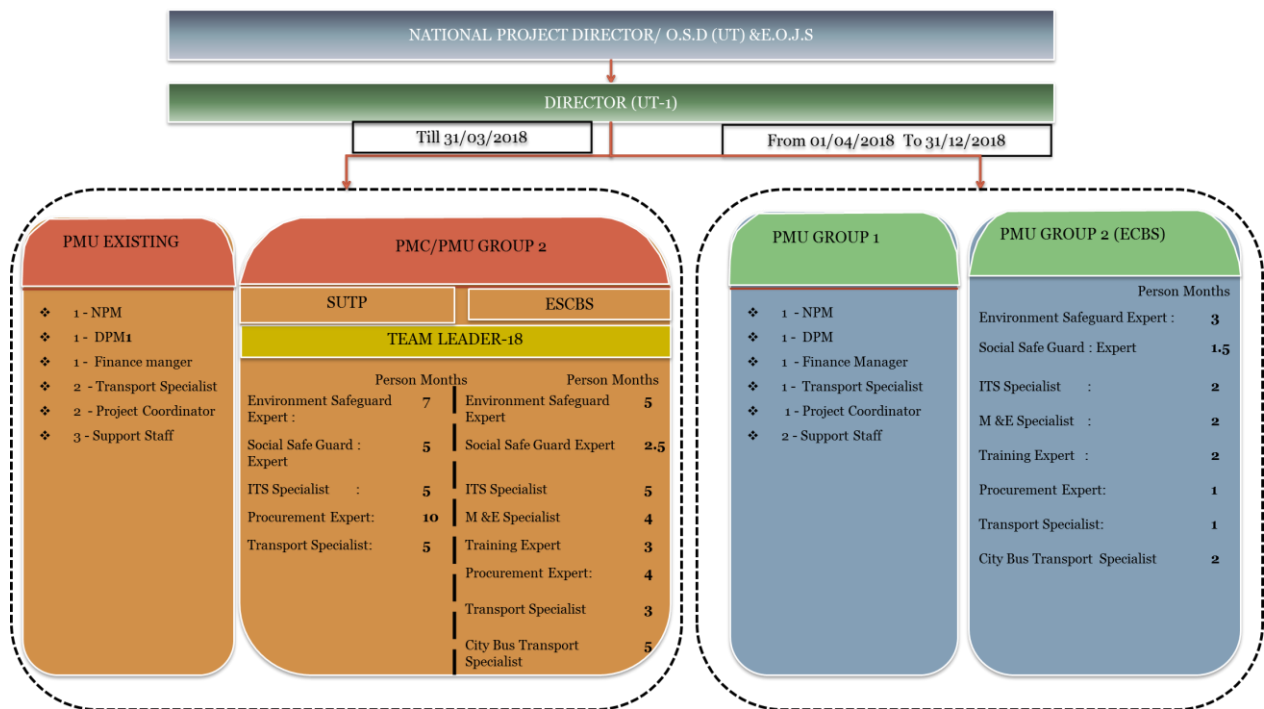 NATIONAL PROJECT DIRECTOR/ O.S.D (UT) &E.O.J.S
DIRECTOR (UT-1)
Till 31/03/2018
From 01/04/2018 To 31/12/2018
PMU EXISTING
❖ 1 - NPM
❖ 1 - DPM1
❖ 1 - Finance manger
❖ 2 - Transport Specialist
❖ 2 - Project Coordinator
❖ 3 - Support Staff
PMC/PMU GROUP 2
SUTP
ESCBS
TEAM LEADER-18
Person Months
Environment Safeguard 7
Expert :
Social Safe Guard : 5
Expert
ITS Specialist : 5
Procurement Expert: 10
Transport Specialist: 5
Person Months
Environment Safeguard 5
Expert
Social Safe Guard Expert 2.5
ITS Specialist 5
M &E Specialist 4
Training Expert 3
Procurement Expert: 4
Transport Specialist 3
City Bus Transport 5
Specialist
PMU GROUP 1
❖ 1 - NPM
❖ 1 - DPM
❖ 1 - Finance Manager
❖ 1 - Transport Specialist
❖ 1 - Project Coordinator
❖ 2 - Support Staff
PMU GROUP 2 (ECBS)
Person Months
Environment Safeguard Expert : 3
Social Safe Guard : Expert 1.5
ITS Specialist : 2
M &E Specialist : 2
Training Expert : 2
Procurement Expert: 1
Transport Specialist: 1
City Bus Transport Specialist 2